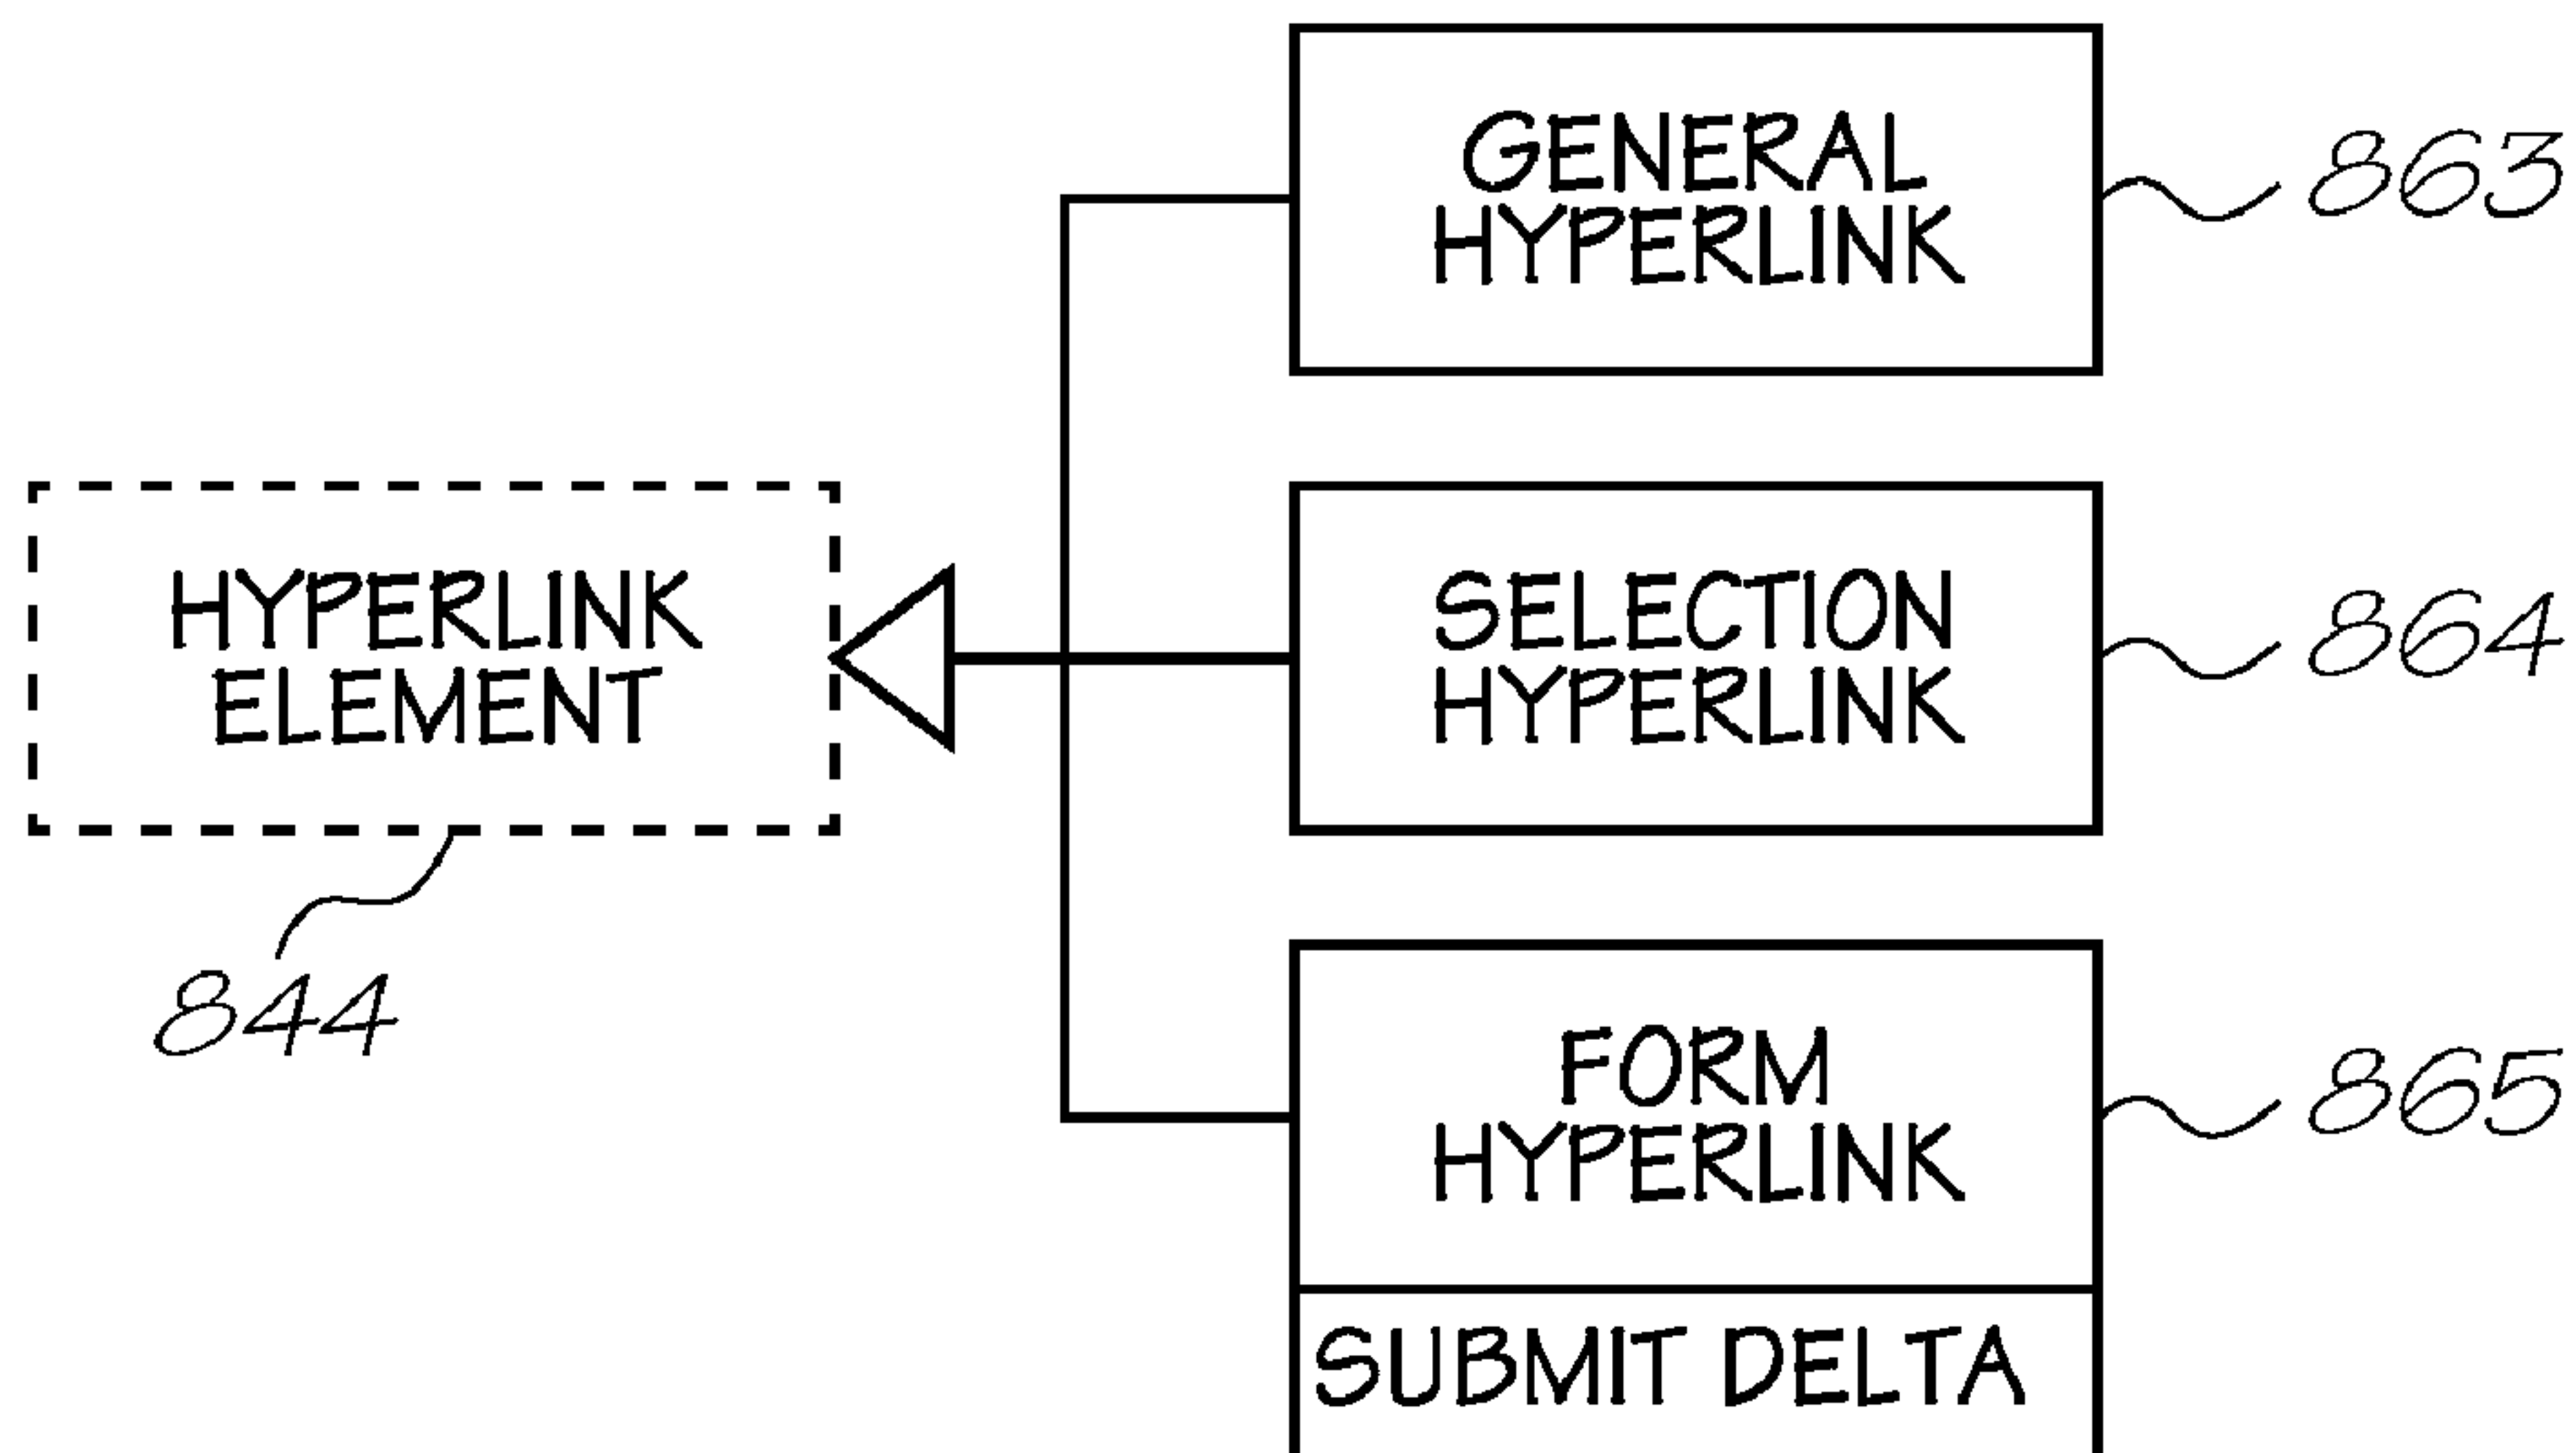 GENERAL
HYPERLINK
863
HYPERLINK
ELEMENT
844
SELECTION
HYPERLINK
864
FORM
HYPERLINK
865
SUBMIT DELTA